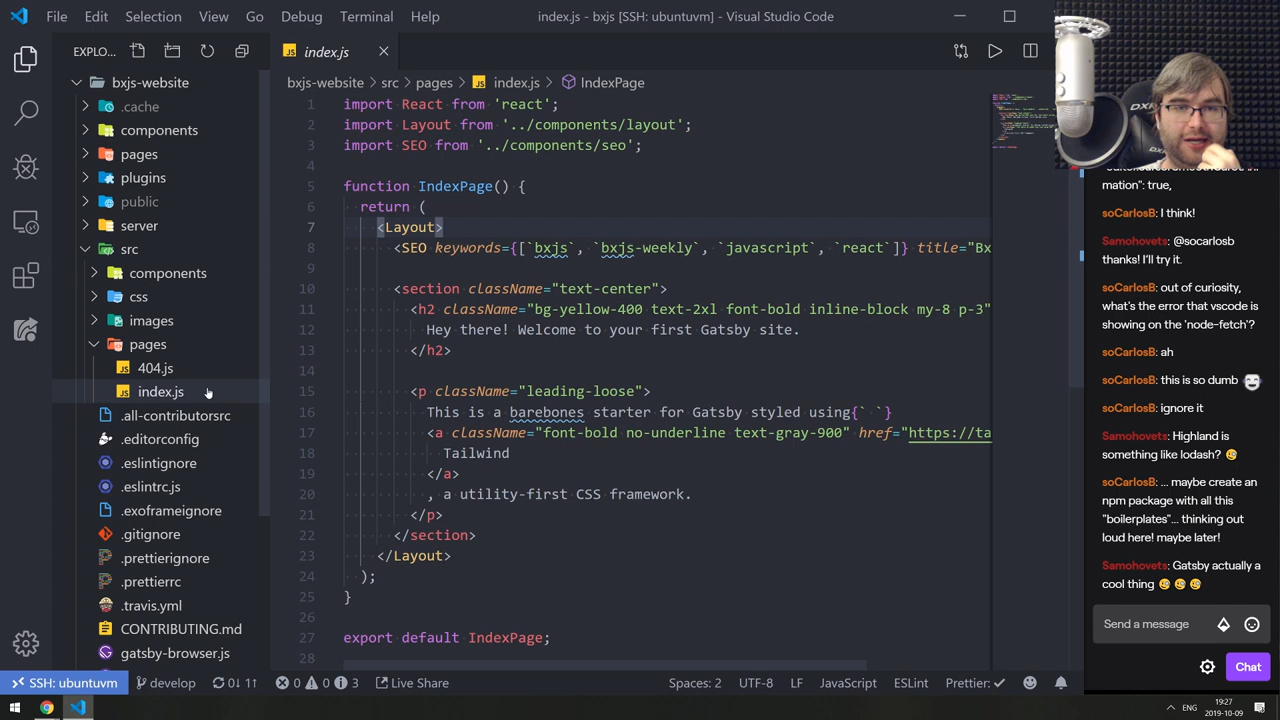 File Edit Selection View Go Debug Terminal Help
index.js - bxjs [SSH: ubuntuvm] - Visual Studio Code
EXPLO...
bxjs-website
.cache
components
pages
plugins
public
server
src
components
css
images
pages
404.js
index.js
.all-contributorsrc
.editorconfig
.eslintignore
.eslintrc.js
.exoframeignore
.gitignore
.prettierignore
.prettierrc
.travis.yml
CONTRIBUTING.md
gatsby-browser.js
JS index.js
bxjs-website > src > pages > JS index.js > IndexPage
1 import React from 'react';
2 import Layout from '../components/layout';
3 import SEO from '../components/seo';
4
5 function IndexPage() {
6 return (
7 <Layout>
8 <SEO keywords={[`bxjs`, `bxjs-weekly`, `javascript`, `react`]} title="Bx
9
10 <section className="text-center">
11 <h2 className="bg-yellow-400 text-2xl font-bold inline-block my-8 p-3"
12 Hey there! Welcome to your first Gatsby site.
13 </h2>
14
15 <p className="leading-loose">
16 This is a barebones starter for Gatsby styled using{` `}
17 <a className="font-bold no-underline text-gray-900" href="https://ta
18 Tailwind
19 </a>
20 , a utility-first CSS framework.
21 </p>
22 </section>
23 </Layout>
24 );
25 }
26
27 export default IndexPage;
28
DX
mation": true,
soCarlosB: I think!
Samohovets: @socarlosb
thanks! I'll try it.
soCarlosB: out of curiosity,
what's the error that vscode is
showing on the 'node-fetch'?
soCarlosB: ah
soCarlosB: this is so dumb
soCarlosB: ignore it
Samohovets: Highland is
something like lodash?
soCarlosB: ... maybe create an
npm package with all this
"boilerplates"... thinking out
loud here! maybe later!
Samohovets: Gatsby actually a
cool thing
Send a message
Chat
SSH: ubuntuvm develop 0↓ 1↑ 0 0 3 Live Share Spaces: 2 UTF-8 LF JavaScript ESLint Prettier: ✓
ENG 19:27
2019-10-09